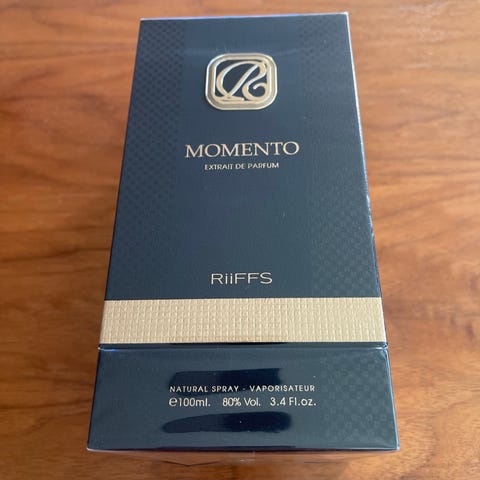 R
MOMENTO
EXTRAIT DE PARFUM
RiiFFS
NATURAL SPRAY - VAPORISATEUR
℮100ml. 80% Vol. 3.4 Fl.oz.